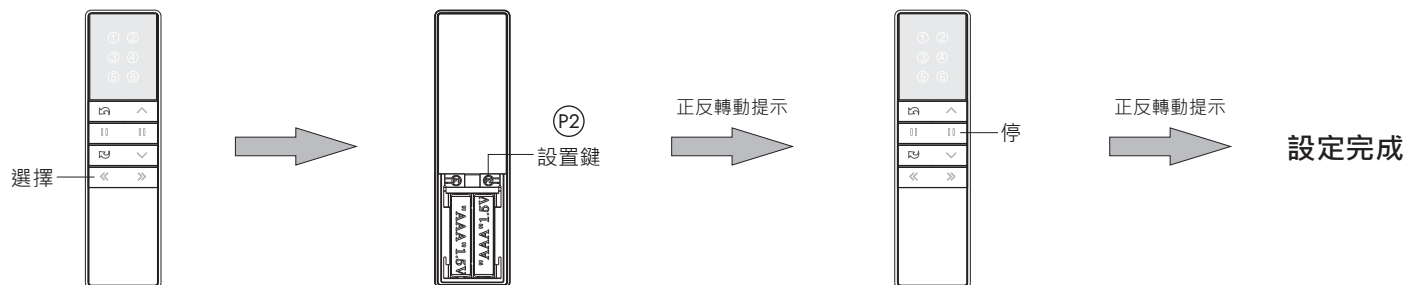 ① ②
③ ④
⑤ ⑥
選擇
P2
設置鍵
P1 P2
"AAA"1.5V
1.5V"AAA"
正反轉動提示
① ②
③ ④
⑤ ⑥
停
正反轉動提示
設定完成